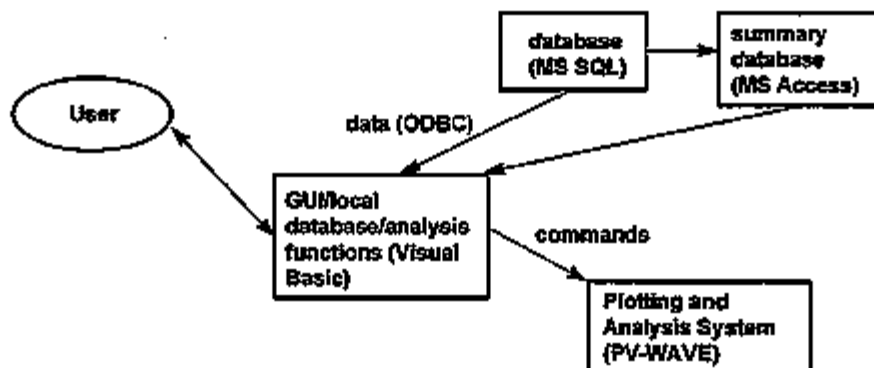 database
(MS SQL)
summary
database
(MS Access)
User
data (ODBC)
GUI/local
database/analysis
functions (Visual
Basic)
commands
Plotting and
Analysis System
(PV-WAVE)